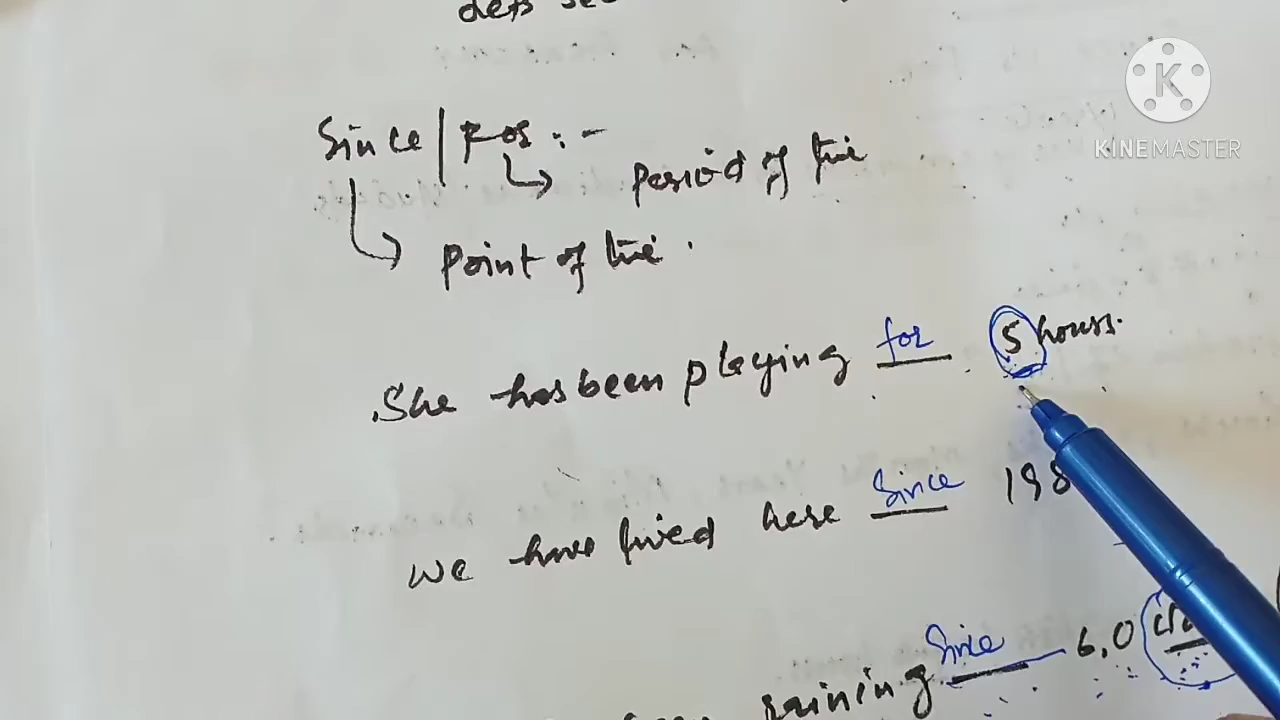 Since | For :-
Period of time
Point of time.
She has been playing for 5 hours.
We have lived here since 198
raining Since 6,0
KINEMASTER